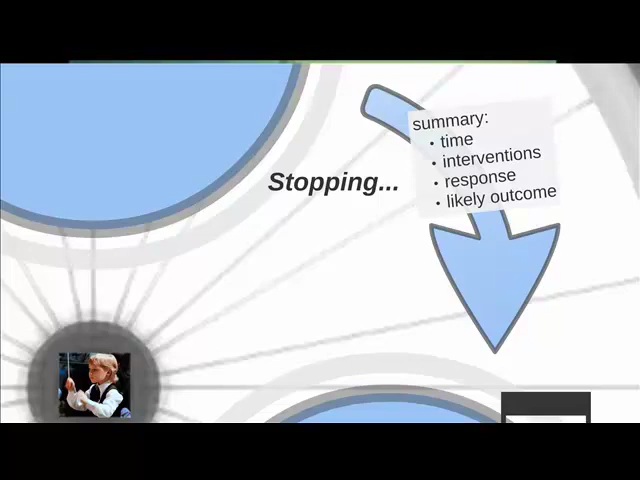 Stopping...
summary:
• time
• interventions
• response
• likely outcome